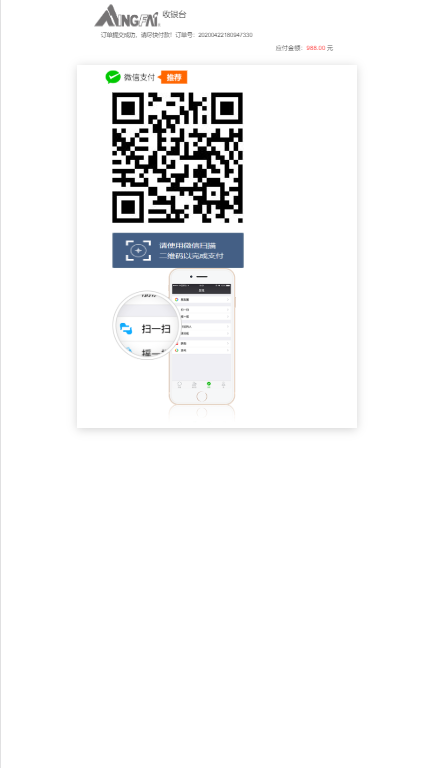 MINGFAI. 收银台
订单提交成功，请尽快付款！订单号：20200422180947330
应付金额：988.00 元
微信支付 推荐
请使用微信扫描
二维码以完成支付
扫一扫